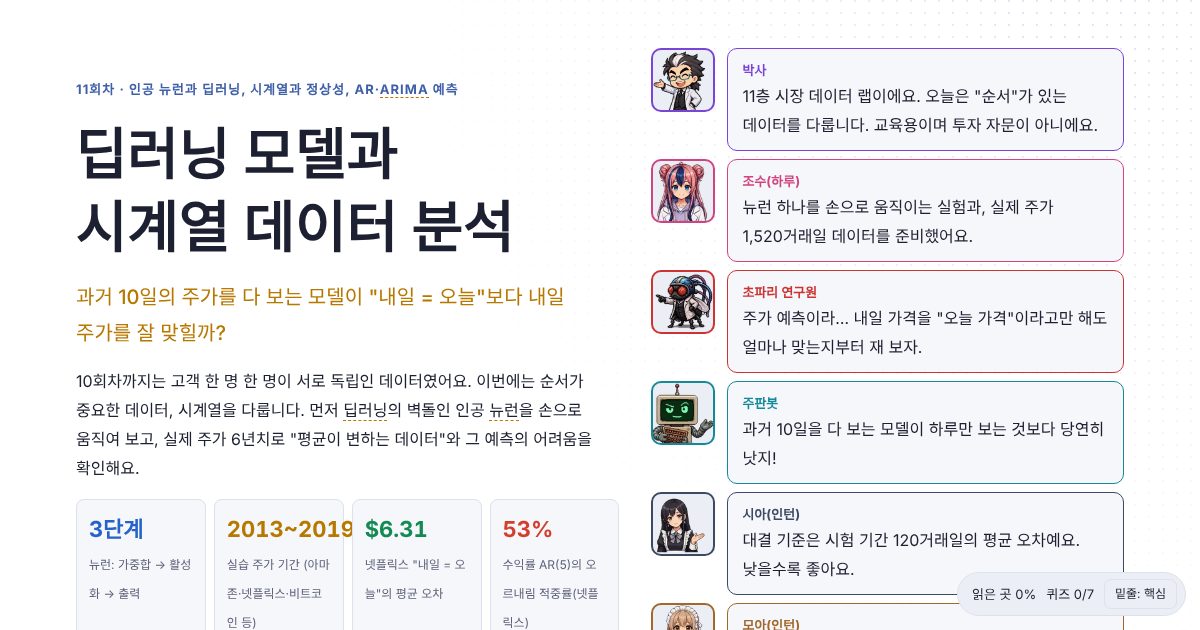 11회차 · 인공 뉴런과 딥러닝, 시계열과 정상성, AR·ARIMA 예측
딥러닝 모델과
시계열 데이터 분석
과거 10일의 주가를 다 보는 모델이 "내일 = 오늘"보다 내일
주가를 잘 맞힐까?
10회차까지는 고객 한 명 한 명이 서로 독립인 데이터였어요. 이번에는 순서가
중요한 데이터, 시계열을 다룹니다. 먼저 딥러닝의 벽돌인 인공 뉴런을 손으로
움직여 보고, 실제 주가 6년치로 "평균이 변하는 데이터"와 그 예측의 어려움을
확인해요.
3단계
뉴런: 가중합 → 활성
화 → 출력
2013~2019
실습 주가 기간 (아마
존·넷플릭스·비트코
인 등)
$6.31
넷플릭스 "내일 = 오
늘"의 평균 오차
53%
수익률 AR(5)의 오
르내림 적중률(넷플
릭스)
박사
11층 시장 데이터 랩이에요. 오늘은 "순서"가 있는
데이터를 다룹니다. 교육용이며 투자 자문이 아니에요.
조수(하루)
뉴런 하나를 손으로 움직이는 실험과, 실제 주가
1,520거래일 데이터를 준비했어요.
초파리 연구원
주가 예측이라… 내일 가격을 "오늘 가격"이라고만 해도
얼마나 맞는지부터 재 보자.
주판봇
과거 10일을 다 보는 모델이 하루만 보는 것보다 당연히
낫지!
시아(인턴)
대결 기준은 시험 기간 120거래일의 평균 오차예요.
낮을수록 좋아요.
모아(인턴)
읽은 곳 0% 퀴즈 0/7 밑줄: 핵심